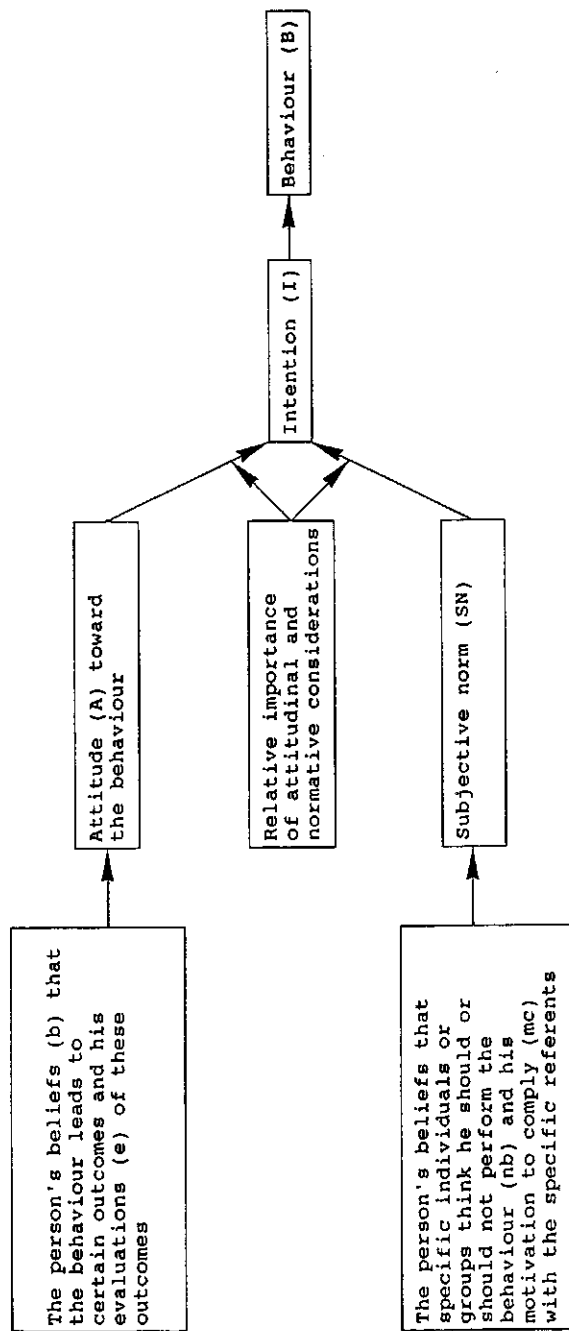 The person's beliefs (b) that
the behaviour leads to
certain outcomes and his
evaluations (e) of these
outcomes
Attitude (A) toward
the behaviour
The person's beliefs that
specific individuals or
groups think he should or
should not perform the
behaviour (nb) and his
motivation to comply (mc)
with the specific referents
Subjective norm (SN)
Relative importance
of attitudinal and
normative considerations
Intention (I)
Behaviour (B)